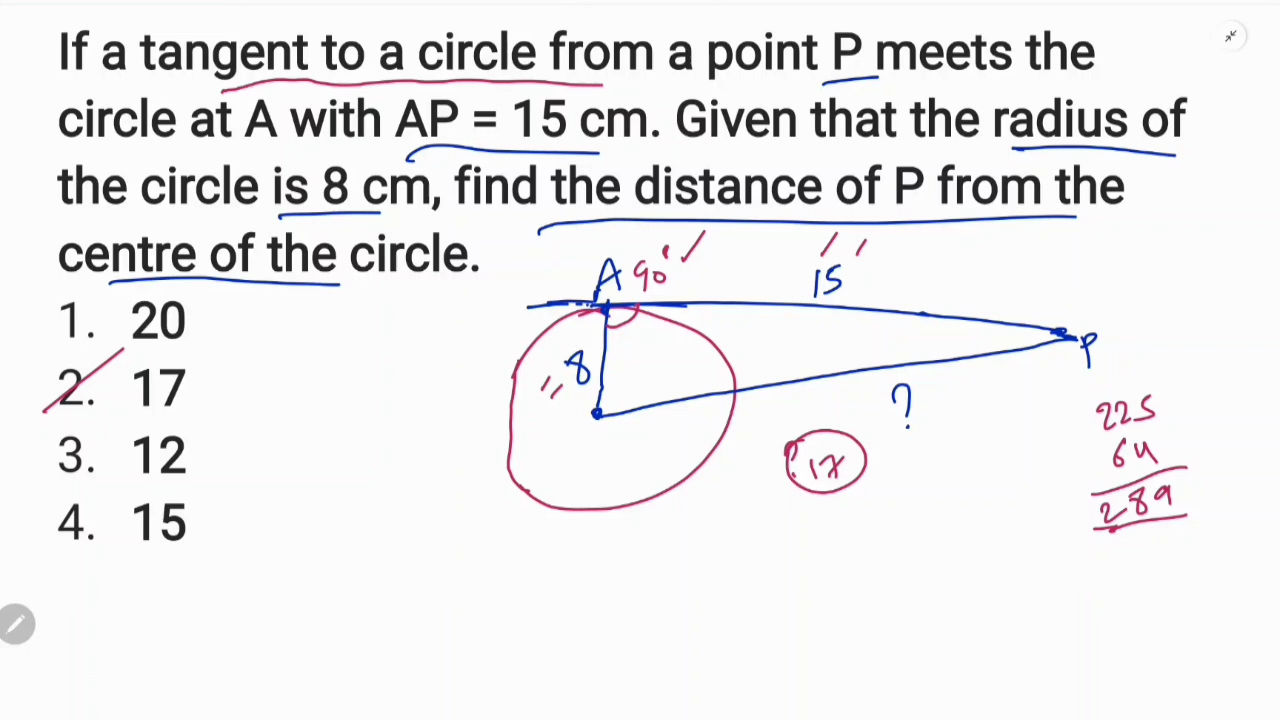 If a tangent to a circle from a point P meets the
circle at A with AP = 15 cm. Given that the radius of
the circle is 8 cm, find the distance of P from the
centre of the circle.
1. 20
2. 17
3. 12
4. 15
A 90°
15
8
P
?
17
225
64
289